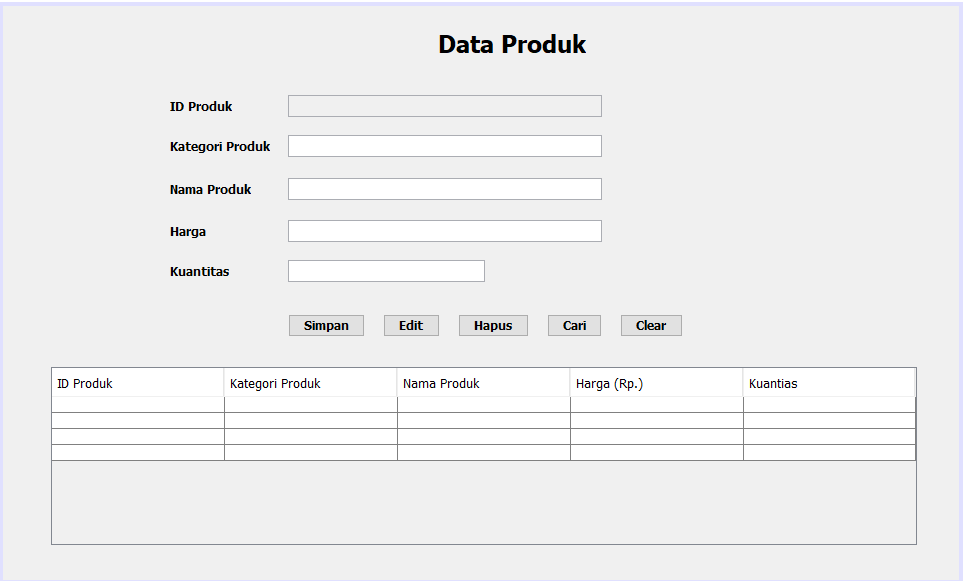 Data Produk
ID Produk
Kategori Produk
Nama Produk
Harga
Kuantitas
Simpan Edit Hapus Cari Clear
ID Produk Kategori Produk Nama Produk Harga (Rp.) Kuantias